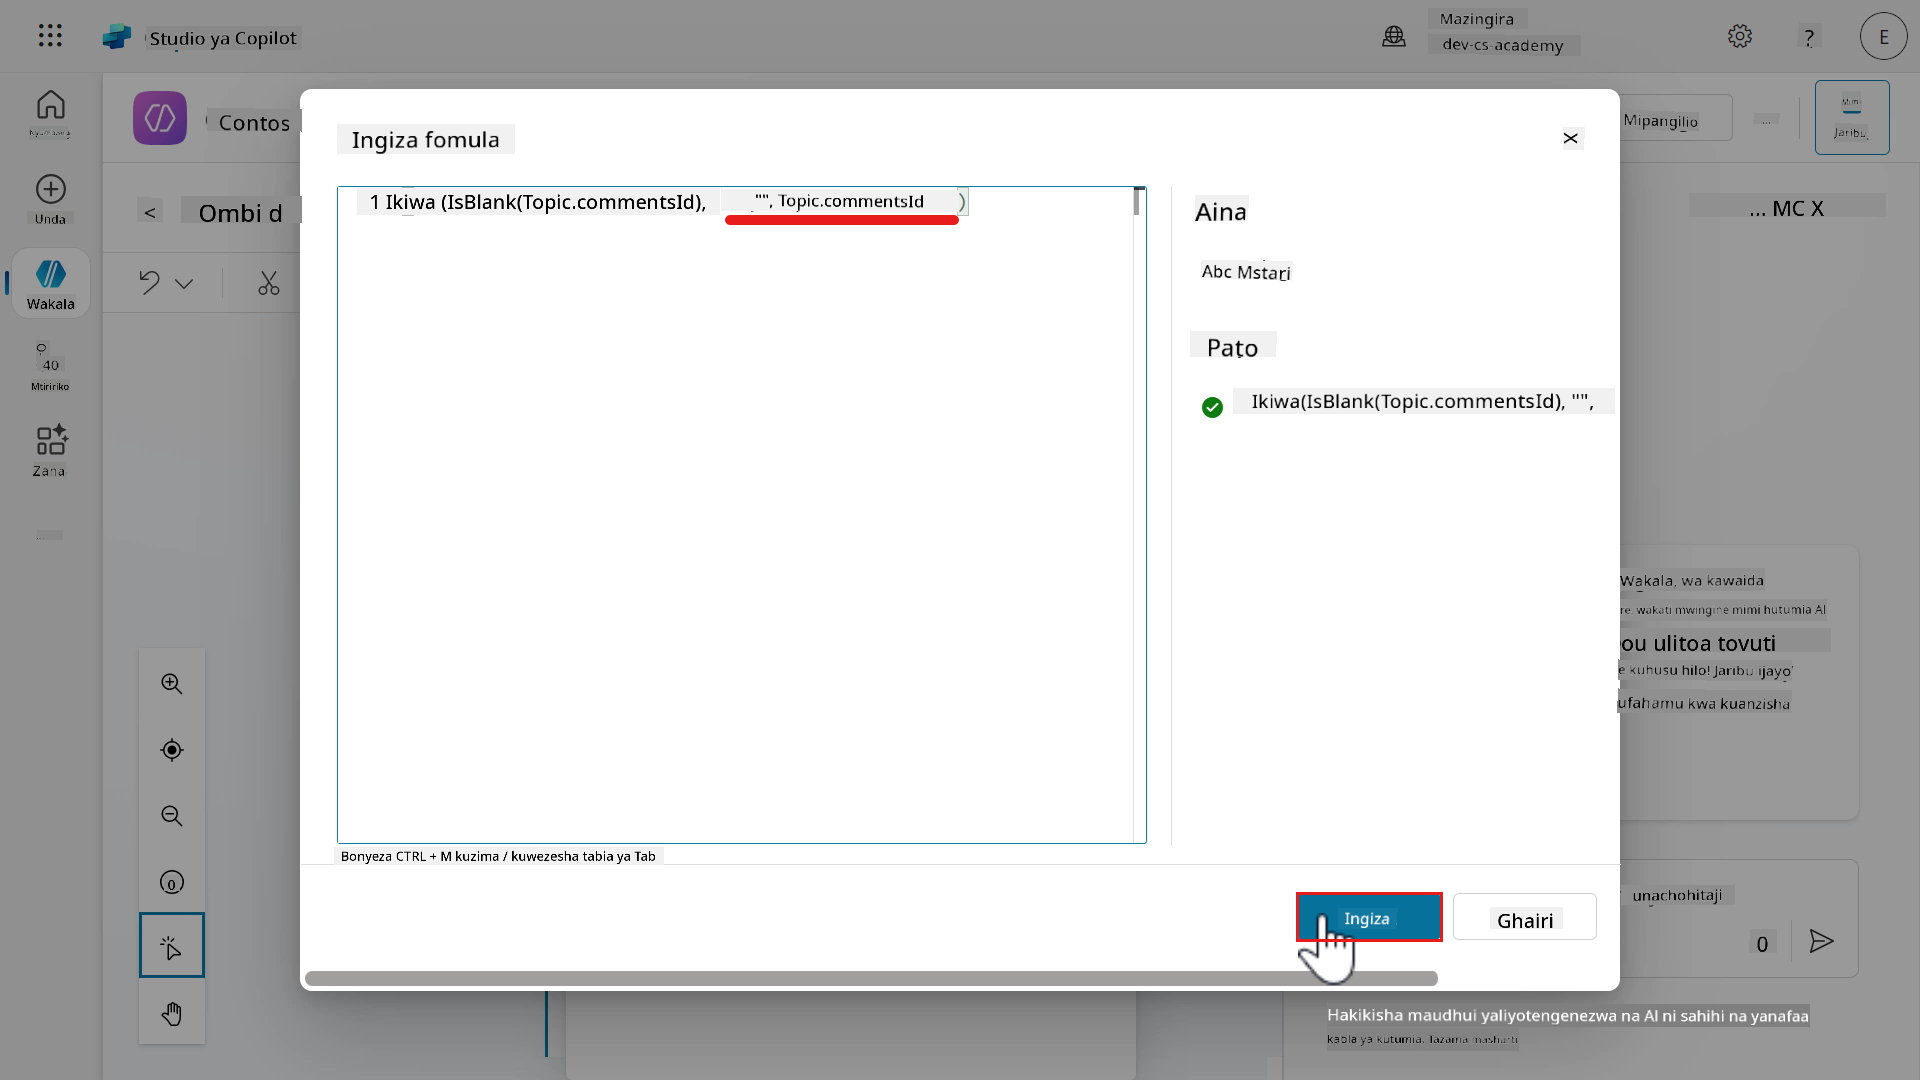 Studio ya Copilot
Mazingira
dev-cs-academy
?
E
Contos
Mipangilio
...
Jaribu
Ingiza fomula
Unda
<
Ombi d
... MC X
1 Ikiwa (IsBlank(Topic.commentsId), "", Topic.commentsId )
Aina
Abc Mstari
Wakala
Pato
40
Mtiririko
Ikiwa(IsBlank(Topic.commentsId), "",
Zana
Wakala, wa kawaida
re, wakati mwingine mimi hutumia AI
ou ulitoa tovuti
e kuhusu hilo! Jaribu ijayo
ufahamu kwa kuanzisha
Bonyeza CTRL + M kuzima / kuwezesha tabia ya Tab
unachohitaji
Ingiza
Ghairi
0
Hakikisha maudhui yaliyotengenezwa na AI ni sahihi na yanafaa
kabla ya kutumia. Tazama masharti